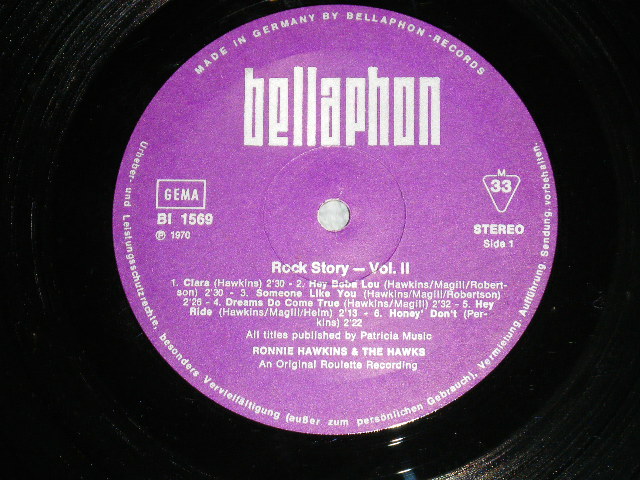 MADE IN GERMANY BY BELLAPHON-RECORDS
bellaphon
GEMA
BI 1569
℗ 1970
M
33
STEREO
Side 1
Rock Story – Vol. II
1. Clara (Hawkins) 2'30 - 2. Hey Boba Lou (Hawkins/Magill/Robert-
son) 2'30 - 3. Someone Like You (Hawkins/Magill/Robertson)
2'26 - 4. Dreams Do Come True (Hawkins/Magill) 2'32 - 5. Hey
Ride (Hawkins/Magill/Helm) 2'13 - 6. Honey' Don't (Per-
kins) 2'22
All titles published by Patricia Music
RONNIE HAWKINS & THE HAWKS
An Original Roulette Recording
Urheber- und Leistungsschutzrechte, besonders Vervielfältigung (außer zum persönlichen Gebrauch), Vermietung, Aufführung, Sendung, vorbehalten.